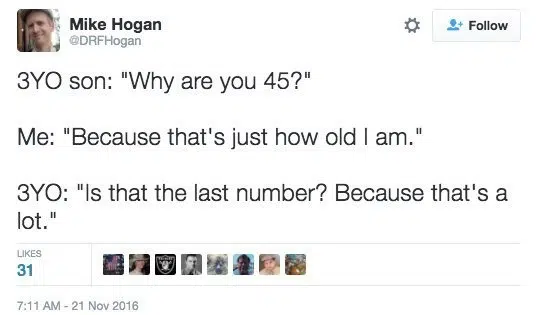 Mike Hogan
@DRFHogan
Follow
3YO son: "Why are you 45?"
Me: "Because that's just how old I am."
3YO: "Is that the last number? Because that's a
lot."
LIKES
31
7:11 AM - 21 Nov 2016